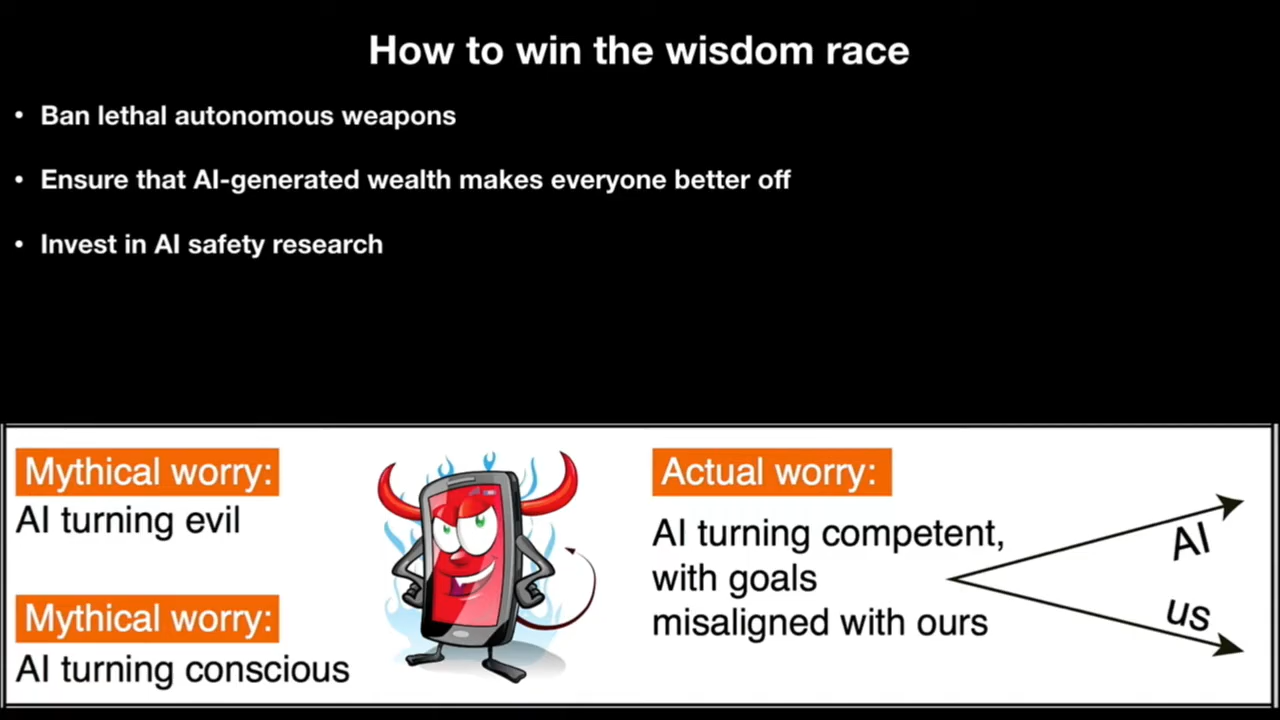 How to win the wisdom race
• Ban lethal autonomous weapons
• Ensure that AI-generated wealth makes everyone better off
• Invest in AI safety research
Mythical worry:
AI turning evil
Mythical worry:
AI turning conscious
Actual worry:
AI turning competent,
with goals
misaligned with ours
AI
us